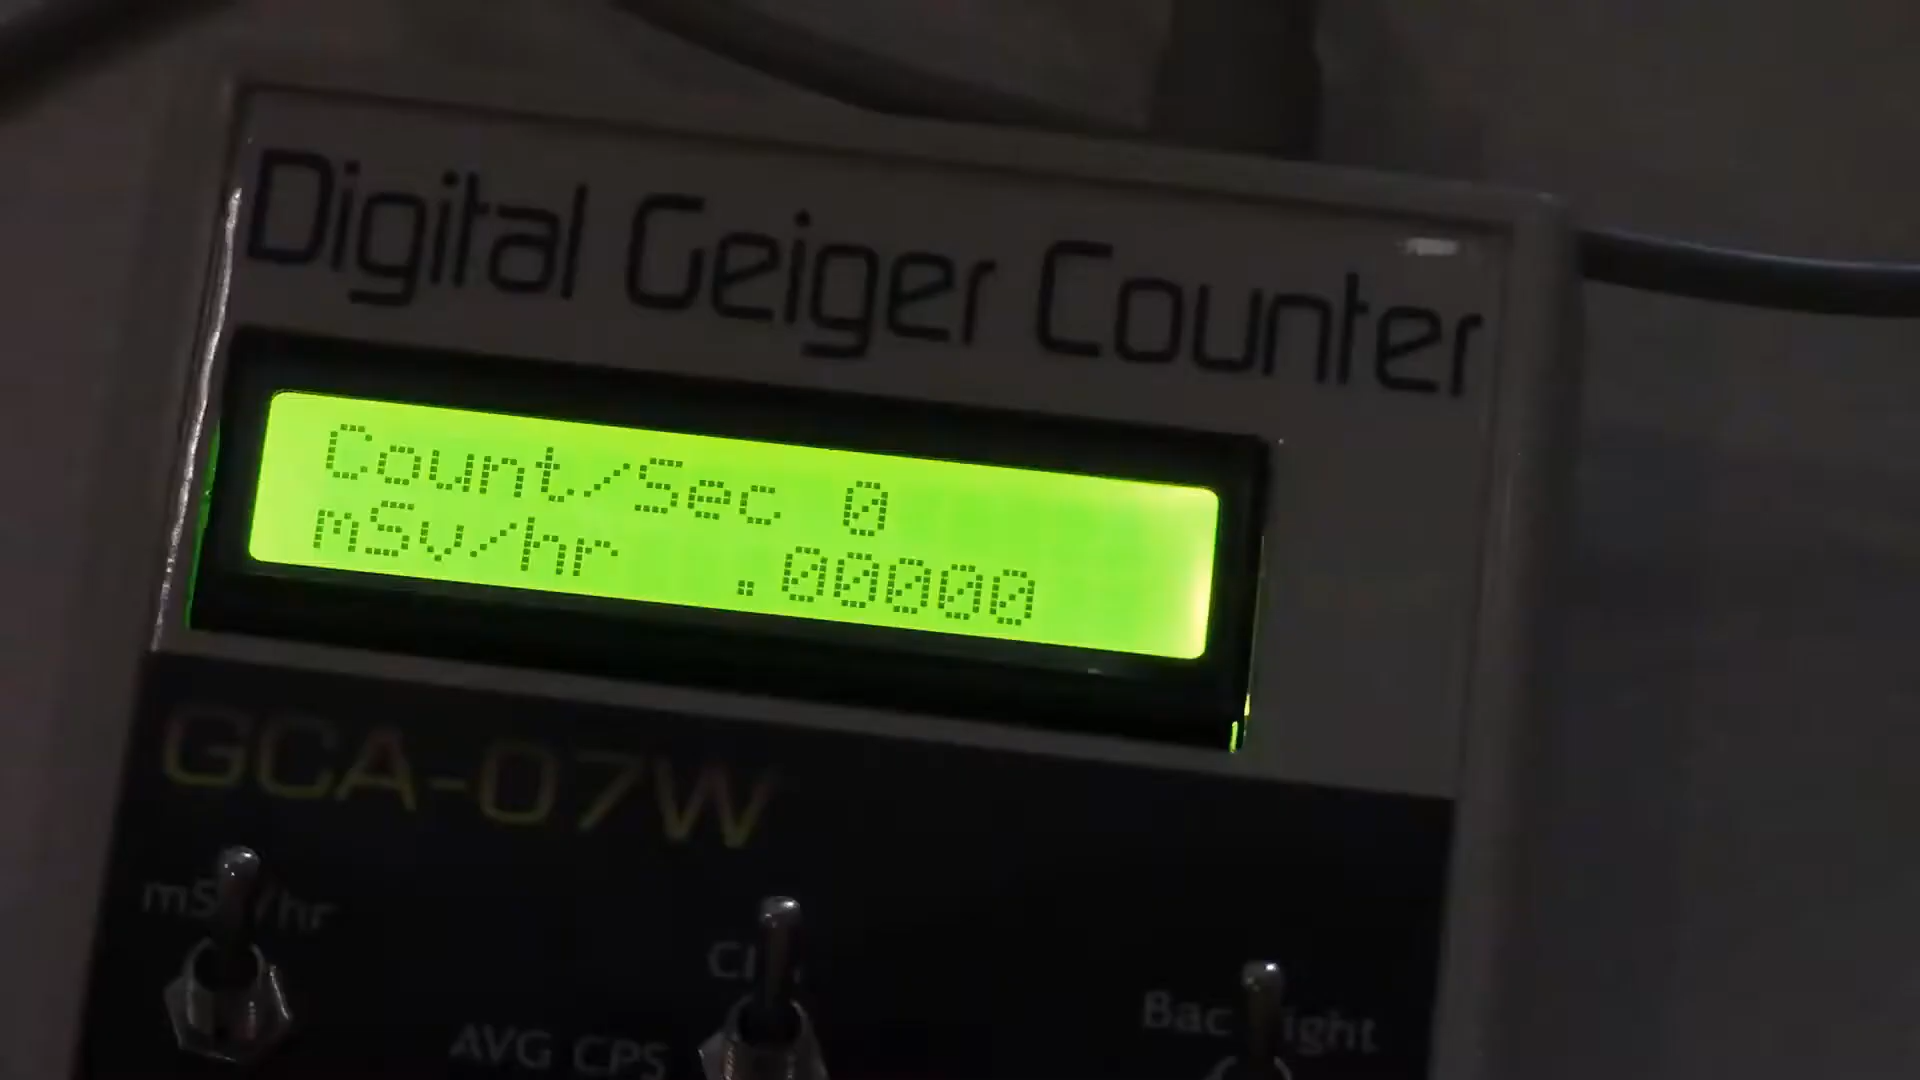 Digital Geiger Counter
Count/Sec 0
mSv/hr .00000
GCA-07W
AVG CPS